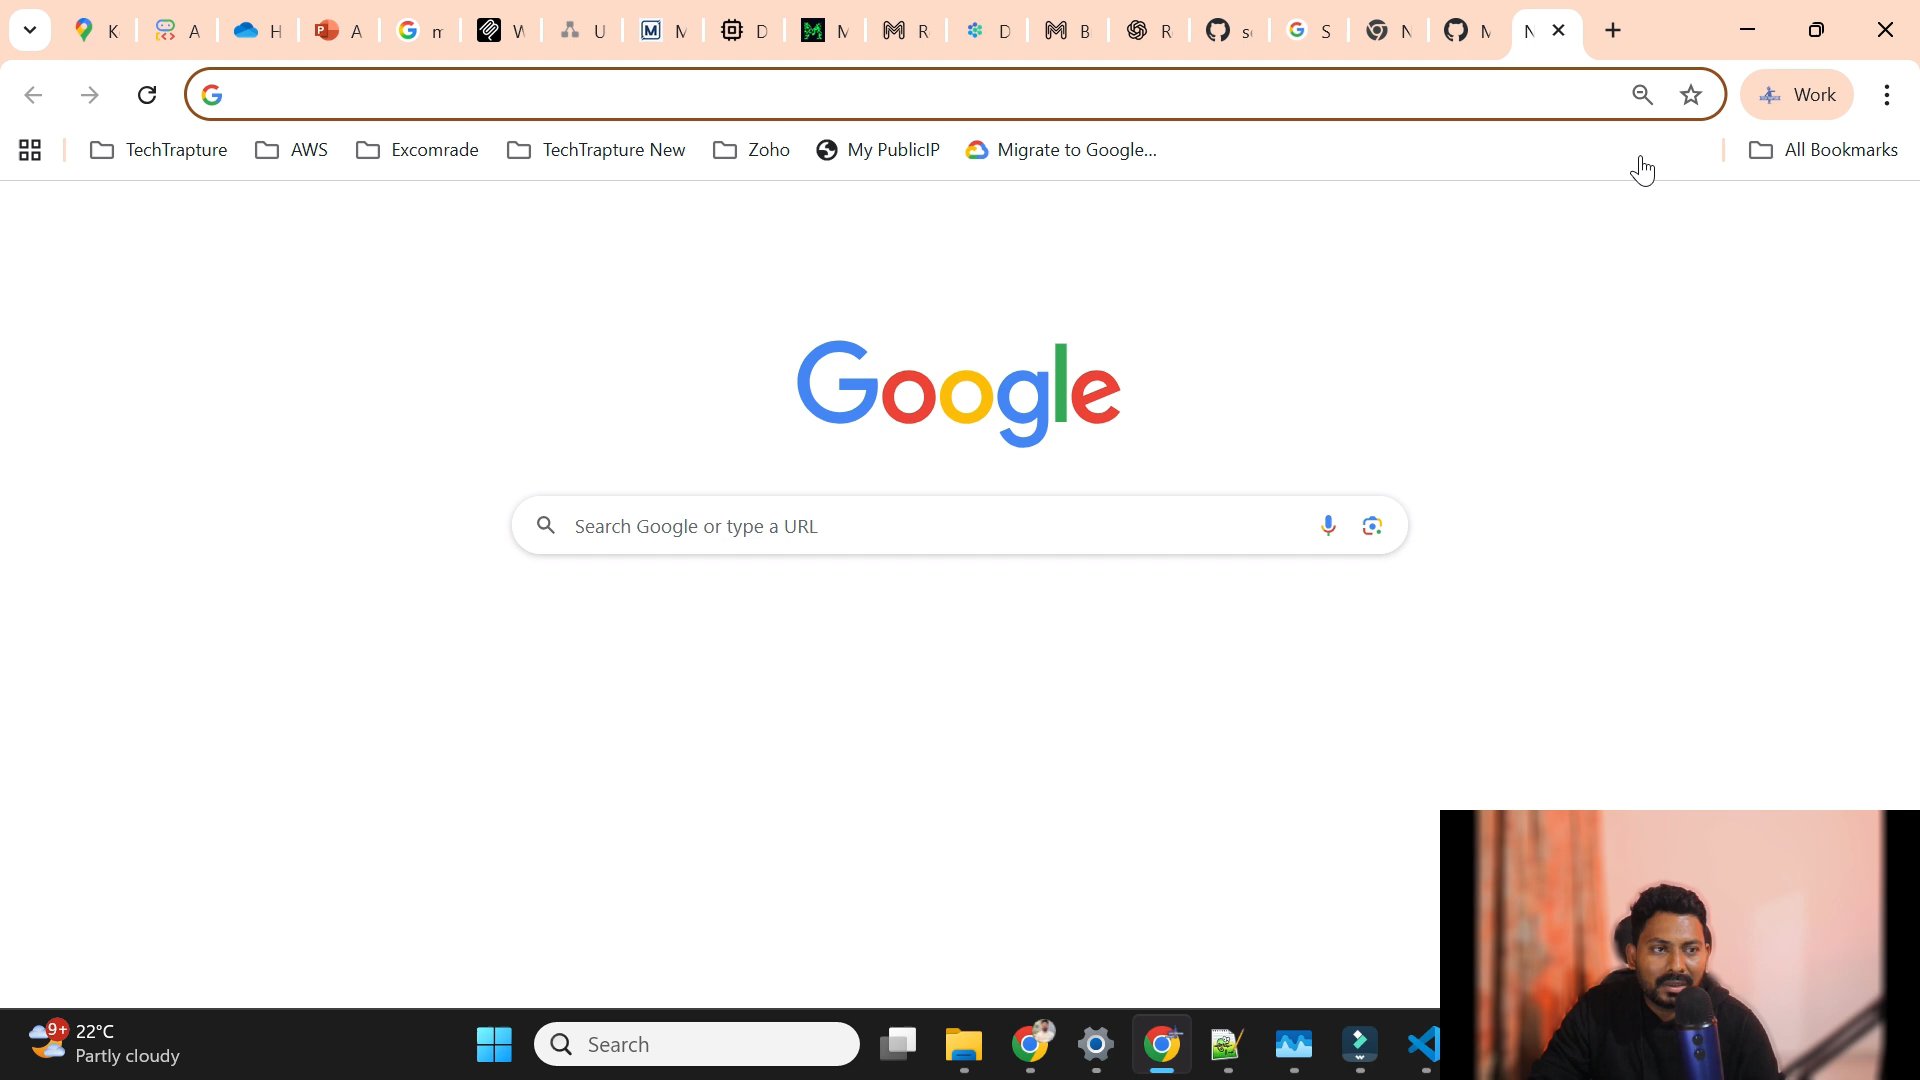 K A H A m W U M D M R D B R sc S N M N
Work
TechTrapture AWS Excomrade TechTrapture New Zoho My PublicIP Migrate to Google... All Bookmarks
Google
Search Google or type a URL
9+ 22°C
Partly cloudy
Search